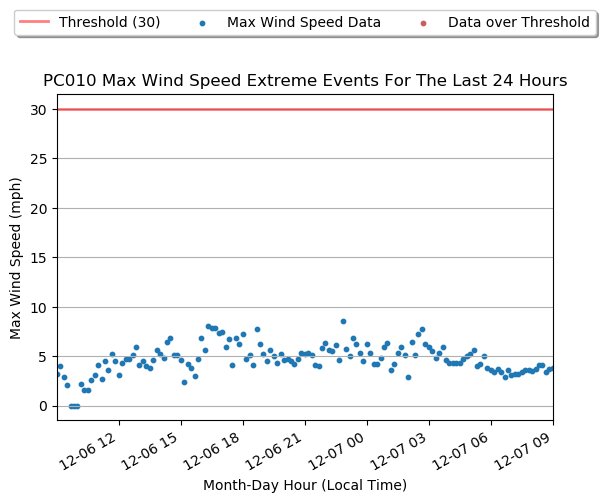 Threshold (30) Max Wind Speed Data Data over Threshold
PC010 Max Wind Speed Extreme Events For The Last 24 Hours
30
25
20
15
10
5
0
Max Wind Speed (mph)
12-06 12 12-06 15 12-06 18 12-06 21 12-07 00 12-07 03 12-07 06 12-07 09
Month-Day Hour (Local Time)